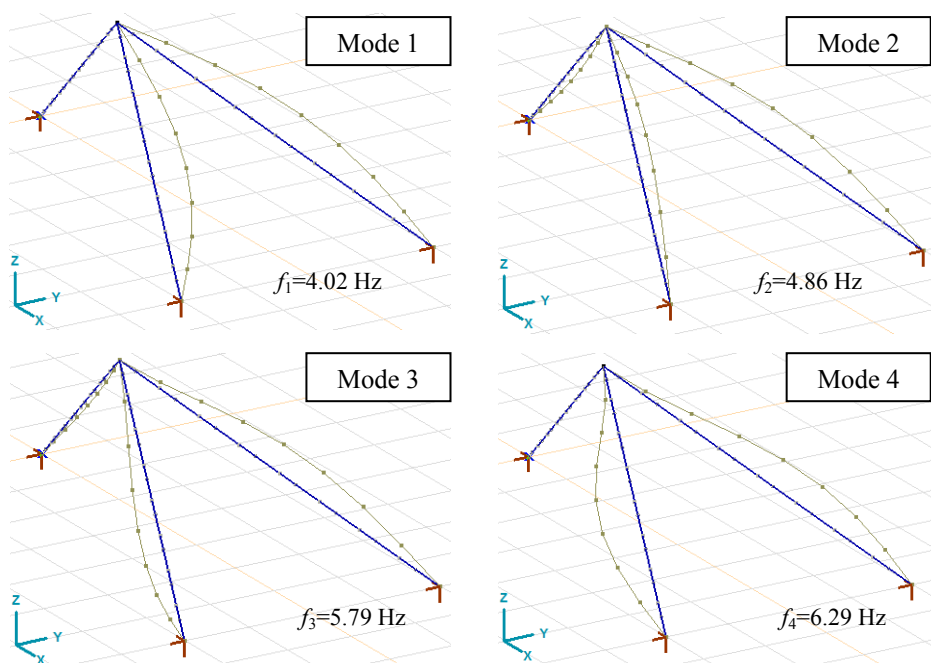 Mode 1
Z
Y
X
f₁=4.02 Hz
Mode 2
Z
Y
X
f₂=4.86 Hz
Mode 3
Z
Y
X
f₃=5.79 Hz
Mode 4
Z
Y
X
f₄=6.29 Hz